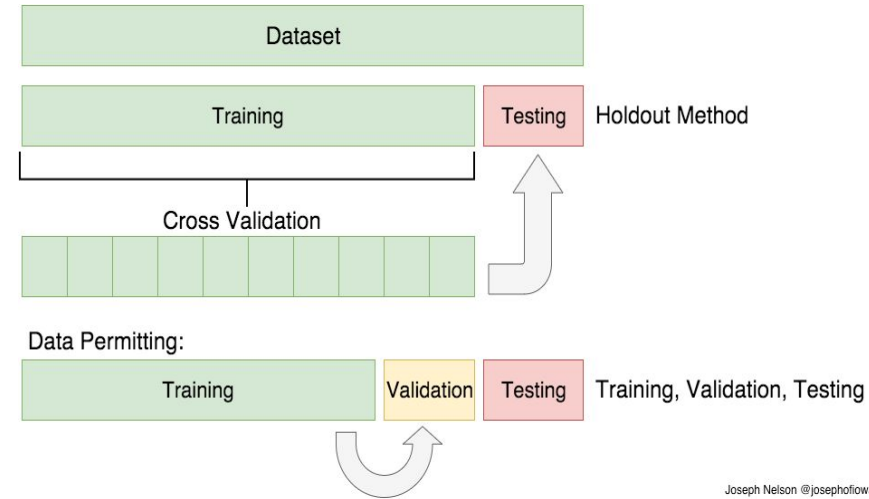 Dataset
Training
Testing
Holdout Method
Cross Validation
Data Permitting:
Training
Validation
Testing
Training, Validation, Testing
Joseph Nelson @josephofiow